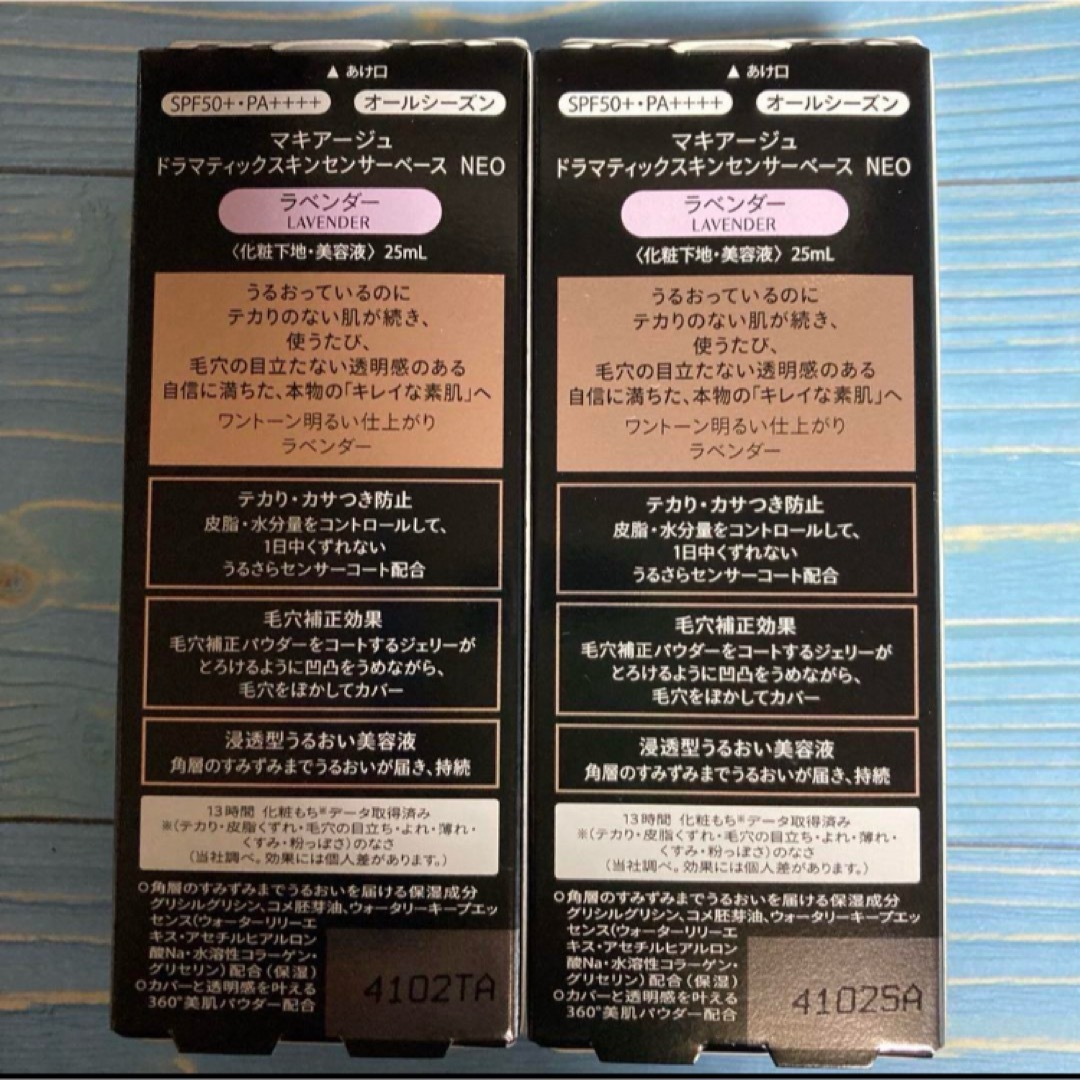 ▲ あけ口
SPF50+・PA++++ オールシーズン
マキアージュ
ドラマティックスキンセンサーベース NEO
ラベンダー
LAVENDER
〈化粧下地・美容液〉 25mL
うるおっているのに
テカりのない肌が続き、
使うたび、
毛穴の目立たない透明感のある
自信に満ちた、本物の「キレイな素肌」へ
ワントーン明るい仕上がり
ラベンダー
テカり・カサつき防止
皮脂・水分量をコントロールして、
1日中くずれない
うるさらセンサーコート配合
毛穴補正効果
毛穴補正パウダーをコートするジェリーが
とろけるように凹凸をうめながら、
毛穴をぼかしてカバー
浸透型うるおい美容液
角層のすみずみまでうるおいが届き、持続
13時間 化粧もち※データ取得済み
※（テカリ・皮脂くずれ・毛穴の目立ち・よれ・薄れ・
くすみ・粉っぽさ）のなさ
（当社調べ。効果には個人差があります。）
○角層のすみずみまでうるおいを届ける保湿成分
グリシルグリシン、コメ胚芽油、ウォータリーキープエッ
センス（ウォーターリリーエ
キス・アセチルヒアルロン
酸Na・水溶性コラーゲン・
グリセリン）配合（保湿）
○カバーと透明感を叶える
360°美肌パウダー配合
4102TA
▲ あけ口
SPF50+・PA++++ オールシーズン
マキアージュ
ドラマティックスキンセンサーベース NEO
ラベンダー
LAVENDER
〈化粧下地・美容液〉 25mL
うるおっているのに
テカりのない肌が続き、
使うたび、
毛穴の目立たない透明感のある
自信に満ちた、本物の「キレイな素肌」へ
ワントーン明るい仕上がり
ラベンダー
テカり・カサつき防止
皮脂・水分量をコントロールして、
1日中くずれない
うるさらセンサーコート配合
毛穴補正効果
毛穴補正パウダーをコートするジェリーが
とろけるように凹凸をうめながら、
毛穴をぼかしてカバー
浸透型うるおい美容液
角層のすみずみまでうるおいが届き、持続
13時間 化粧もち※データ取得済み
※（テカリ・皮脂くずれ・毛穴の目立ち・よれ・薄れ・
くすみ・粉っぽさ）のなさ
（当社調べ。効果には個人差があります。）
○角層のすみずみまでうるおいを届ける保湿成分
グリシルグリシン、コメ胚芽油、ウォータリーキープエッ
センス（ウォーターリリーエ
キス・アセチルヒアルロン
酸Na・水溶性コラーゲン・
グリセリン）配合（保湿）
○カバーと透明感を叶える
360°美肌パウダー配合
4102SA